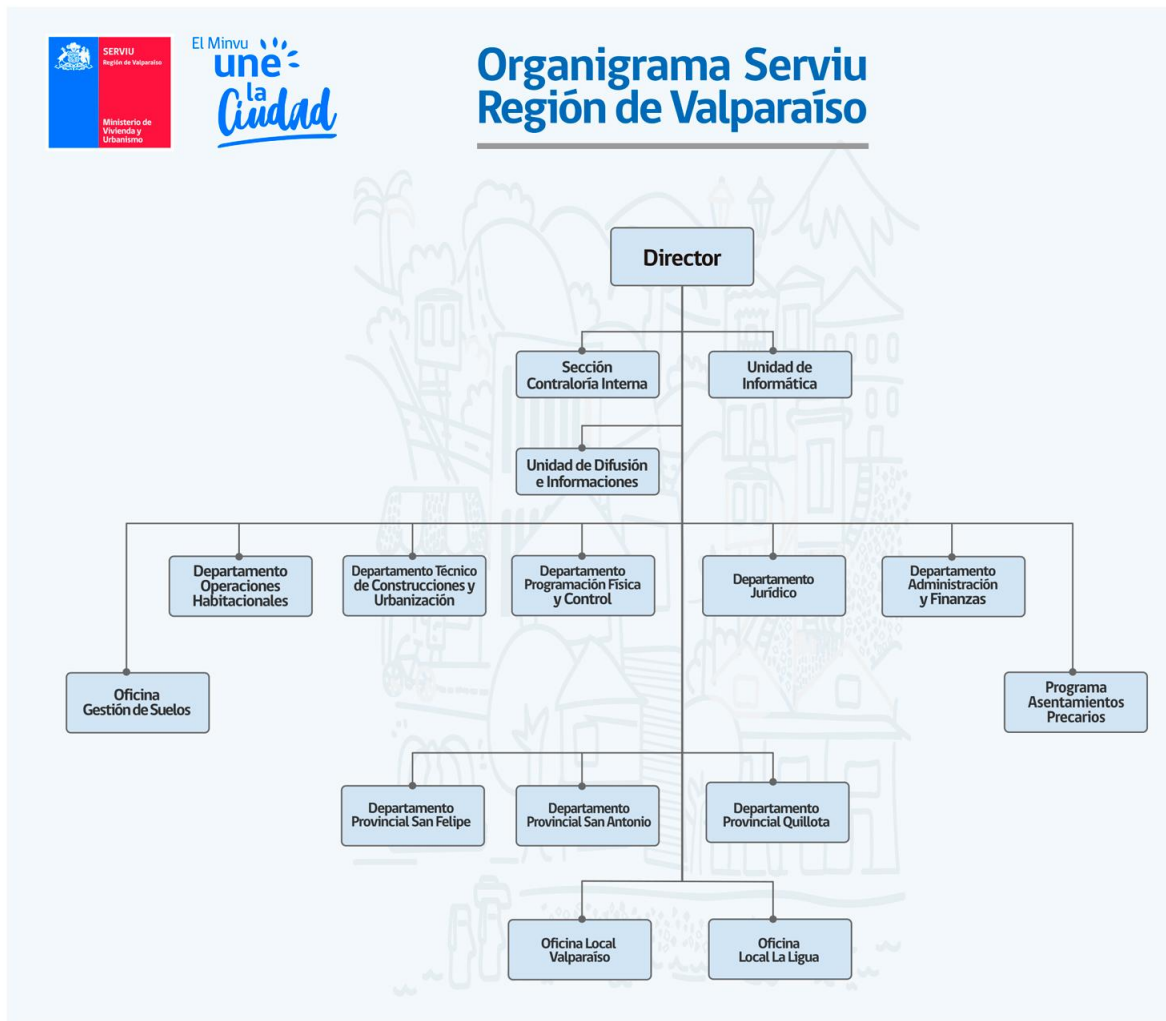 SERVIU
Región de Valparaíso
Ministerio de
Vivienda y
Urbanismo
El Minvu
une
la
Ciudad
Organigrama Serviu
Región de Valparaíso
Director
Sección
Contraloría Interna
Unidad de
Informática
Unidad de Difusión
e Informaciones
Departamento
Operaciones
Habitacionales
Departamento Técnico
de Construcciones y
Urbanización
Departamento
Programación Física
y Control
Departamento
Jurídico
Departamento
Administración
y Finanzas
Oficina
Gestión de Suelos
Programa
Asentamientos
Precarios
Departamento
Provincial San Felipe
Departamento
Provincial San Antonio
Departamento
Provincial Quillota
Oficina Local
Valparaíso
Oficina
Local La Ligua